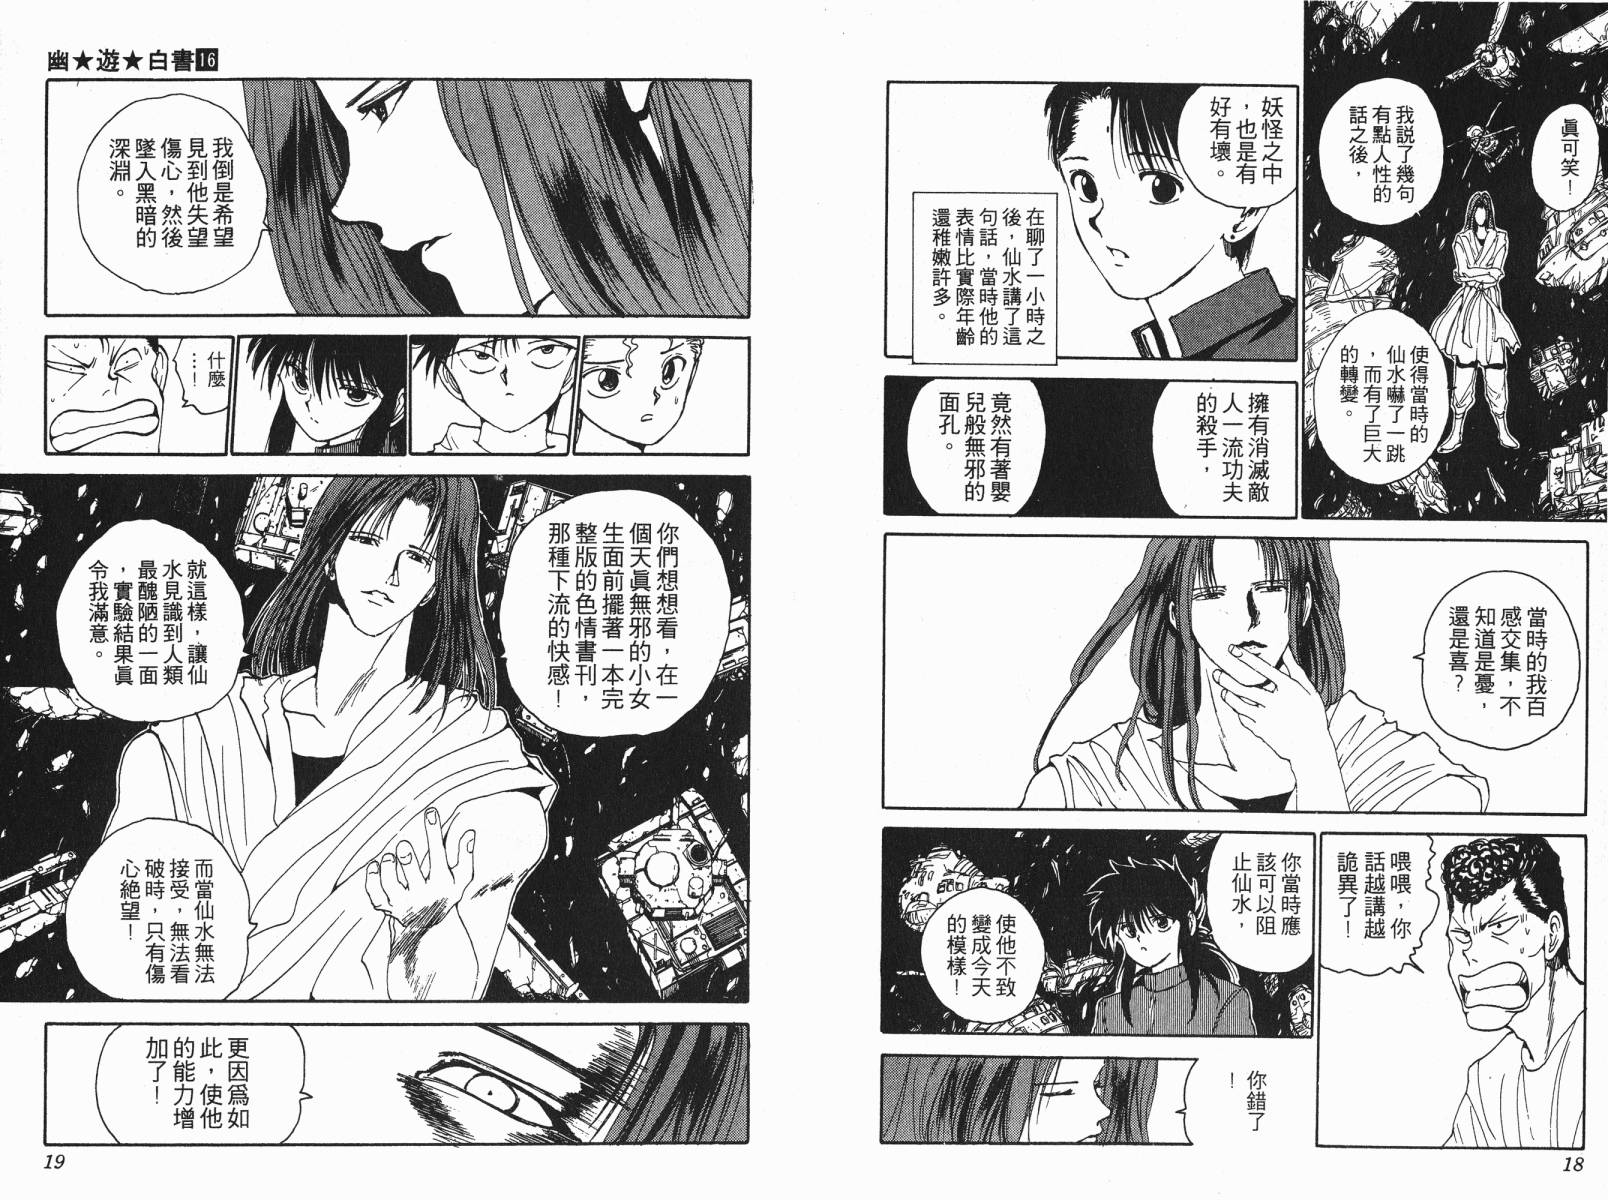 真可笑！
我說了幾句
有點人性的
話之後，
使得當時的
仙水嚇了一跳
，而有了巨大
的轉變。
妖怪之中
，也是有
好有壞。
在聊了一小時之
後，仙水講了這
句話，當時他的
表情比實際年齡
還稚嫩許多。
擁有消滅敵
人一流功夫
的殺手，
竟然有著嬰
兒般無邪的
面孔。
當時的我百
感交集，不
知道是憂，
還是喜？
喂喂，你
話越講越
詭異了！
你當時應
該可以阻
止仙水，
使他不致
變成今天
的模樣！
你錯了
！
18
幽★遊★白書16
我倒是希望
見到他失望
傷心，然後
墜入黑暗的
深淵。
什麼
…！
你們想想看，在一
個天真無邪的小女
生面前擺著一本完
整版的色情書刊，
那種下流的快感！
就這樣，讓仙
水見識到人類
最醜陋的一面
，實驗結果真
令我滿意。
而當仙水無法
接受，無法看
破時，只有傷
心絕望！
更因為如
此，使他
的能力增
加了！
19